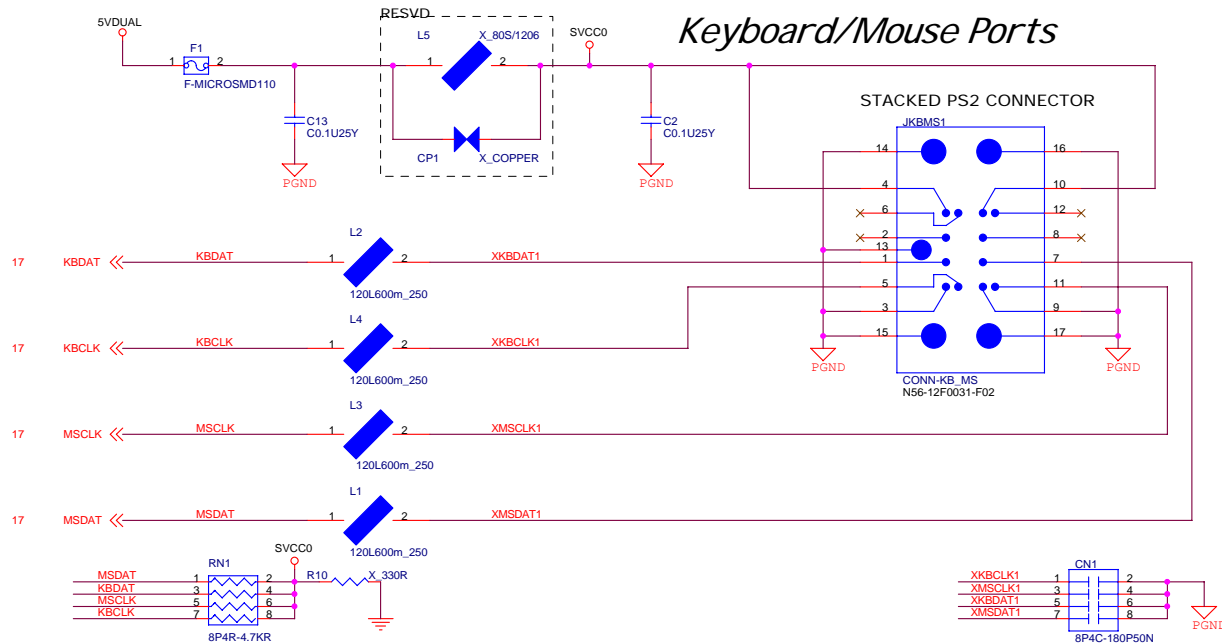 Keyboard/Mouse Ports
5VDUAL
RESVD
F1
1 2
F-MICROSMD110
L5 X_80S/1206
1 2
SVCC0
C13
C0.1U25Y
PGND
CP1 X_COPPER
C2
C0.1U25Y
PGND
STACKED PS2 CONNECTOR
JKBMS1
14 16
4 10
6 12
2 8
13
1 7
5 11
3 9
15 17
PGND PGND
CONN-KB_MS
N56-12F0031-F02
L2
17 KBDAT KBDAT 1 2 XKBDAT1
120L600m_250
L4
17 KBCLK KBCLK 1 2 XKBCLK1
120L600m_250
L3
17 MSCLK MSCLK 1 2 XMSCLK1
120L600m_250
L1
17 MSDAT MSDAT 1 2 XMSDAT1
120L600m_250
RN1
SVCC0
R10 X_330R
MSDAT 1 2
KBDAT 3 4
MSCLK 5 6
KBCLK 7 8
8P4R-4.7KR
CN1
XKBCLK1 1 2
XMSCLK1 3 4
XKBDAT1 5 6
XMSDAT1 7 8
8P4C-180P50N
PGND